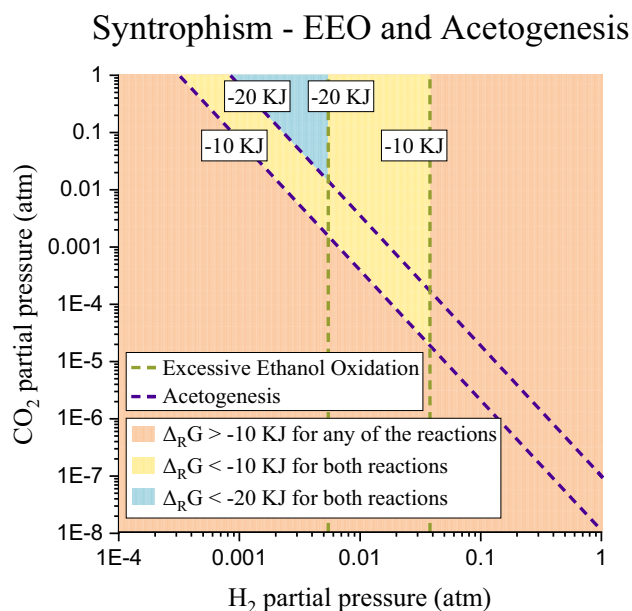 Syntrophism - EEO and Acetogenesis
1
0.1
0.01
0.001
1E-4
1E-5
1E-6
1E-7
1E-8
CO₂ partial pressure (atm)
-20 KJ
-20 KJ
-10 KJ
-10 KJ
Excessive Ethanol Oxidation
Acetogenesis
ΔRG > -10 KJ for any of the reactions
ΔRG < -10 KJ for both reactions
ΔRG < -20 KJ for both reactions
1E-4
0.001
0.01
0.1
1
H₂ partial pressure (atm)